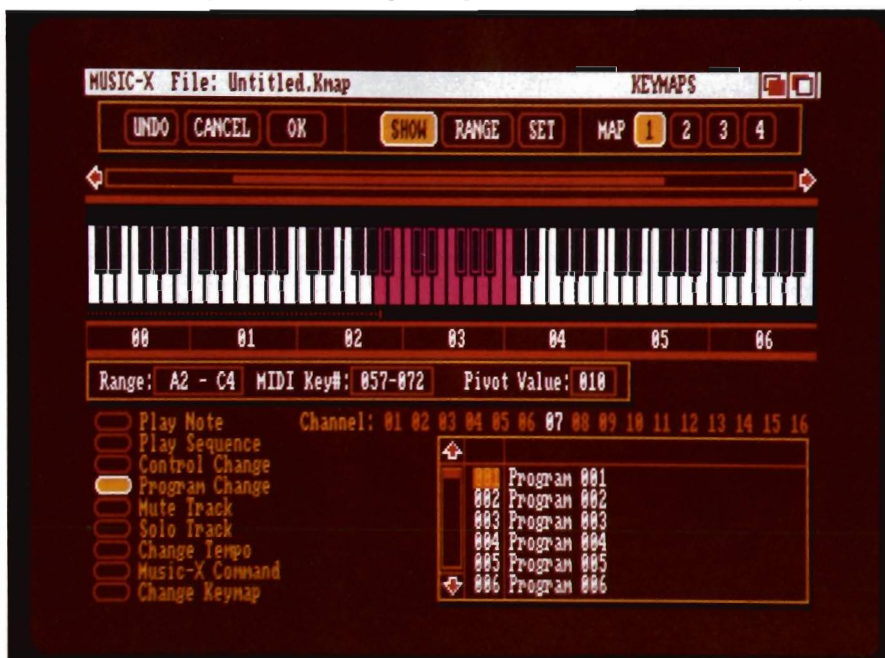 MUSIC-X File: Untitled.Kmap KEYMAPS
UNDO CANCEL OK SHOW RANGE SET MAP 1 2 3 4
00 01 02 03 04 05 06
Range: A2 - C4 MIDI Key#: 057-072 Pivot Value: 010
Play Note Channel: 01 02 03 04 05 06 07 08 09 10 11 12 13 14 15 16
Play Sequence
Control Change
Program Change
Mute Track
Solo Track
Change Tempo
Music-X Command
Change Keymap
001 Program 001
002 Program 002
003 Program 003
004 Program 004
005 Program 005
006 Program 006